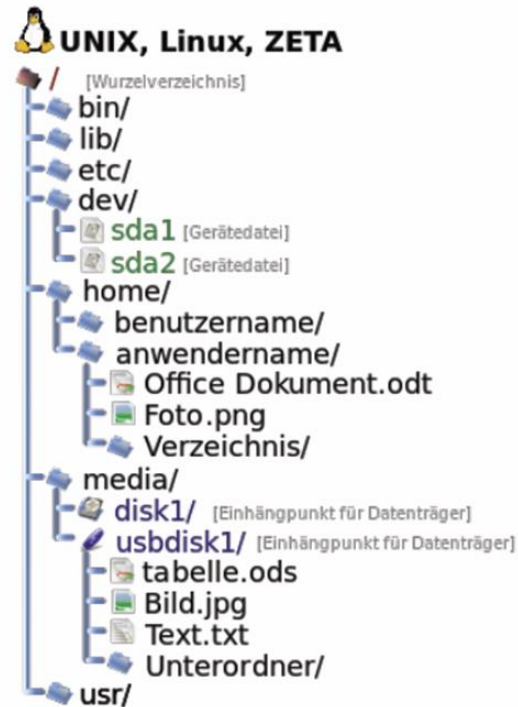 UNIX, Linux, ZETA
/ [Wurzelverzeichnis]
bin/
lib/
etc/
dev/
sda1 [Gerätedatei]
sda2 [Gerätedatei]
home/
benutzername/
anwendername/
Office Dokument.odt
Foto.png
Verzeichnis/
media/
disk1/ [Einhängpunkt für Datenträger]
usbdisk1/ [Einhängpunkt für Datenträger]
tabelle.ods
Bild.jpg
Text.txt
Unterordner/
usr/